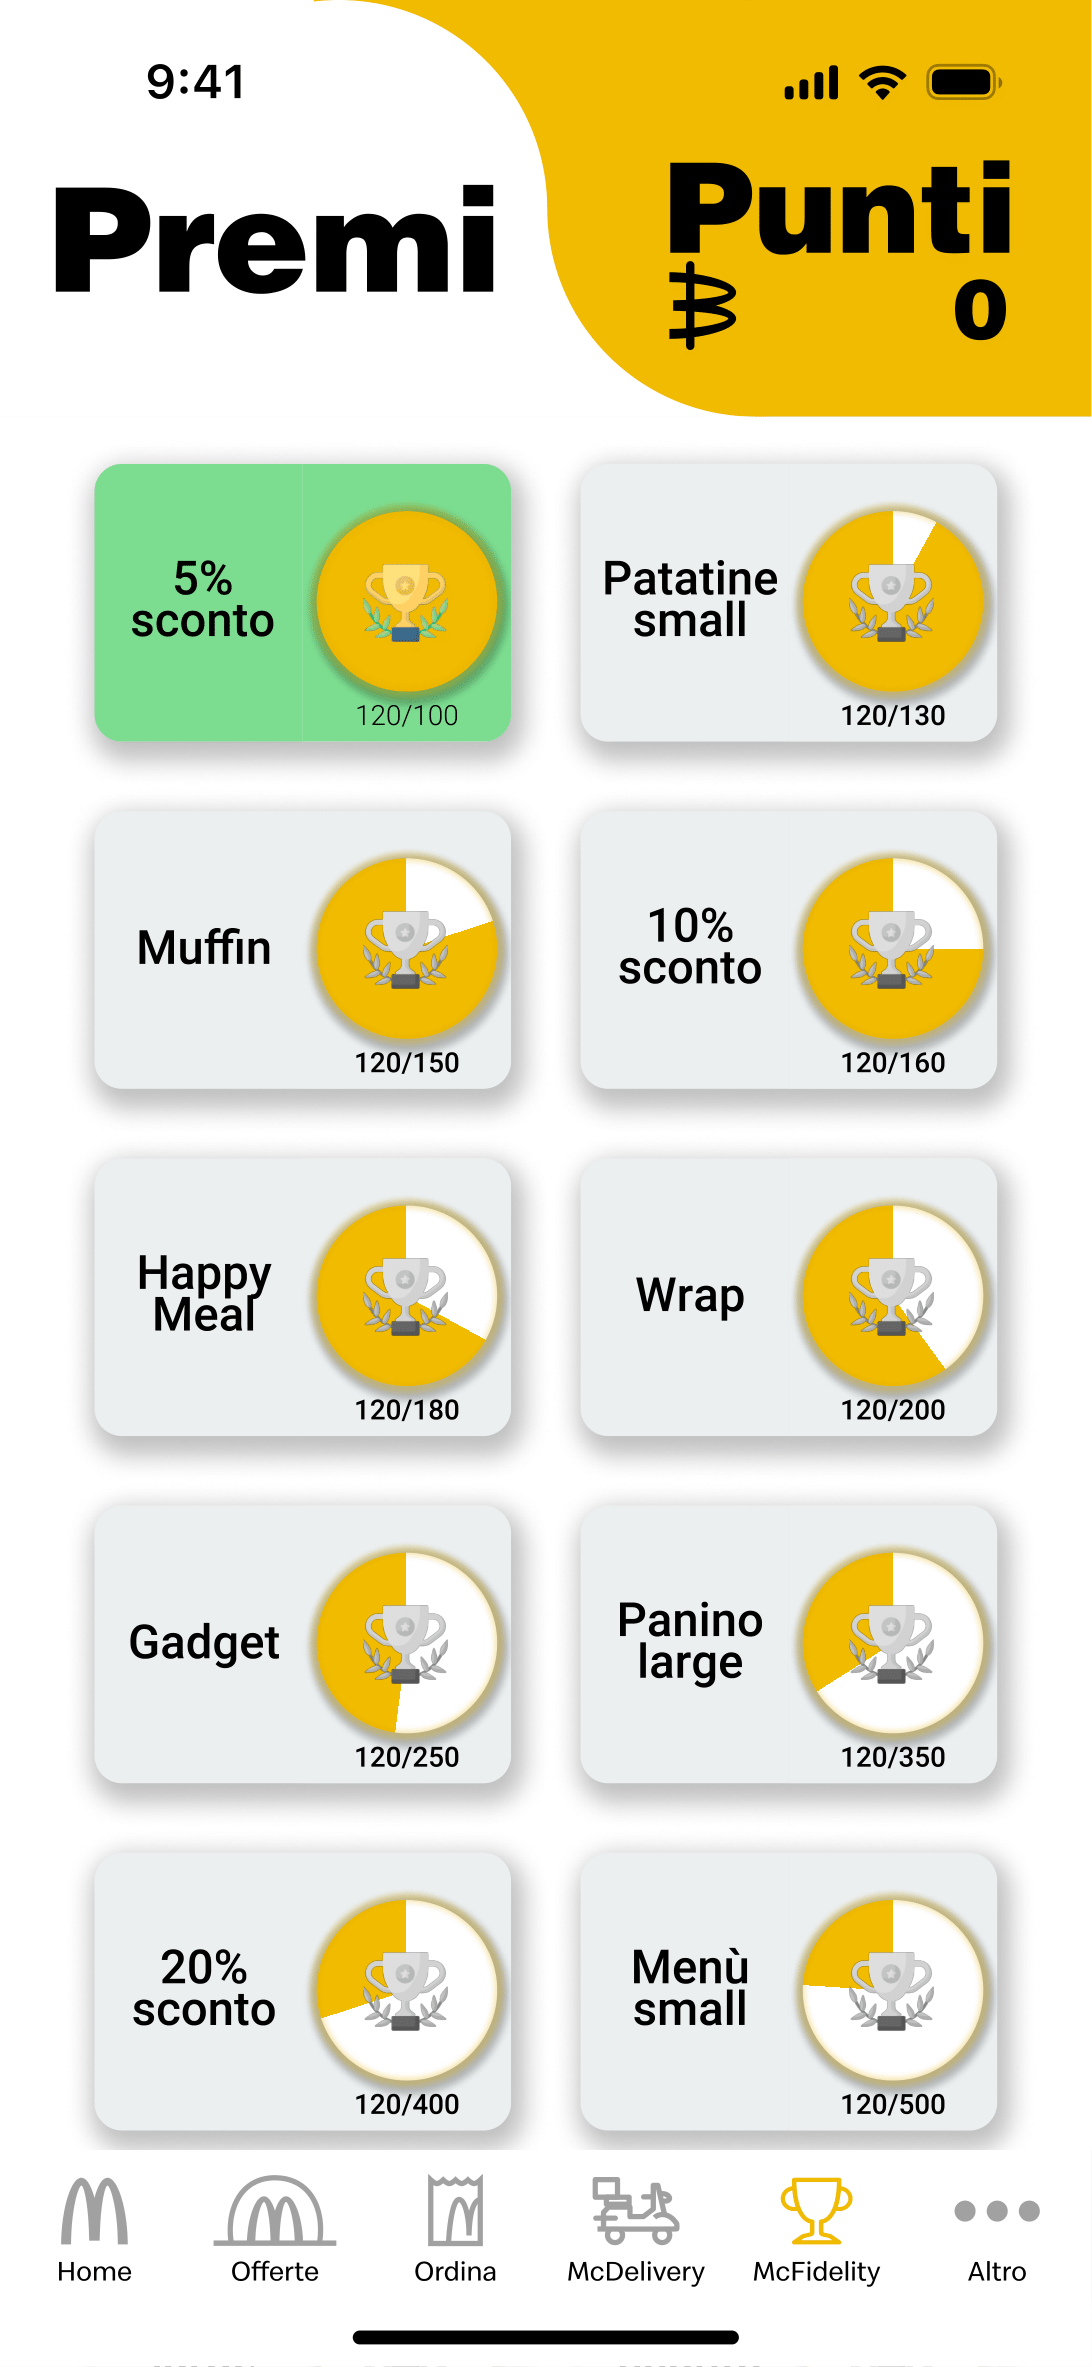 9:41
Premi
Punti
0
5%
sconto
120/100
Patatine
small
120/130
Muffin
120/150
10%
sconto
120/160
Happy
Meal
120/180
Wrap
120/200
Gadget
120/250
Panino
large
120/350
20%
sconto
120/400
Menù
small
120/500
Home
Offerte
Ordina
McDelivery
McFidelity
Altro